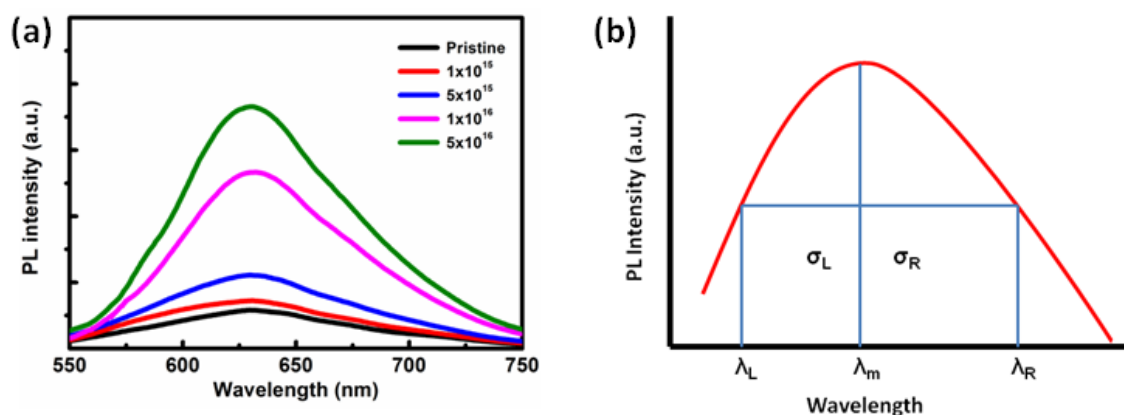 (a)
PL intensity (a.u.)
Pristine
1x10¹⁵
5x10¹⁵
1x10¹⁶
5x10¹⁶
550 600 650 700 750
Wavelength (nm)
(b)
PL Intensity (a.u.)
σL σR
λL λm λR
Wavelength